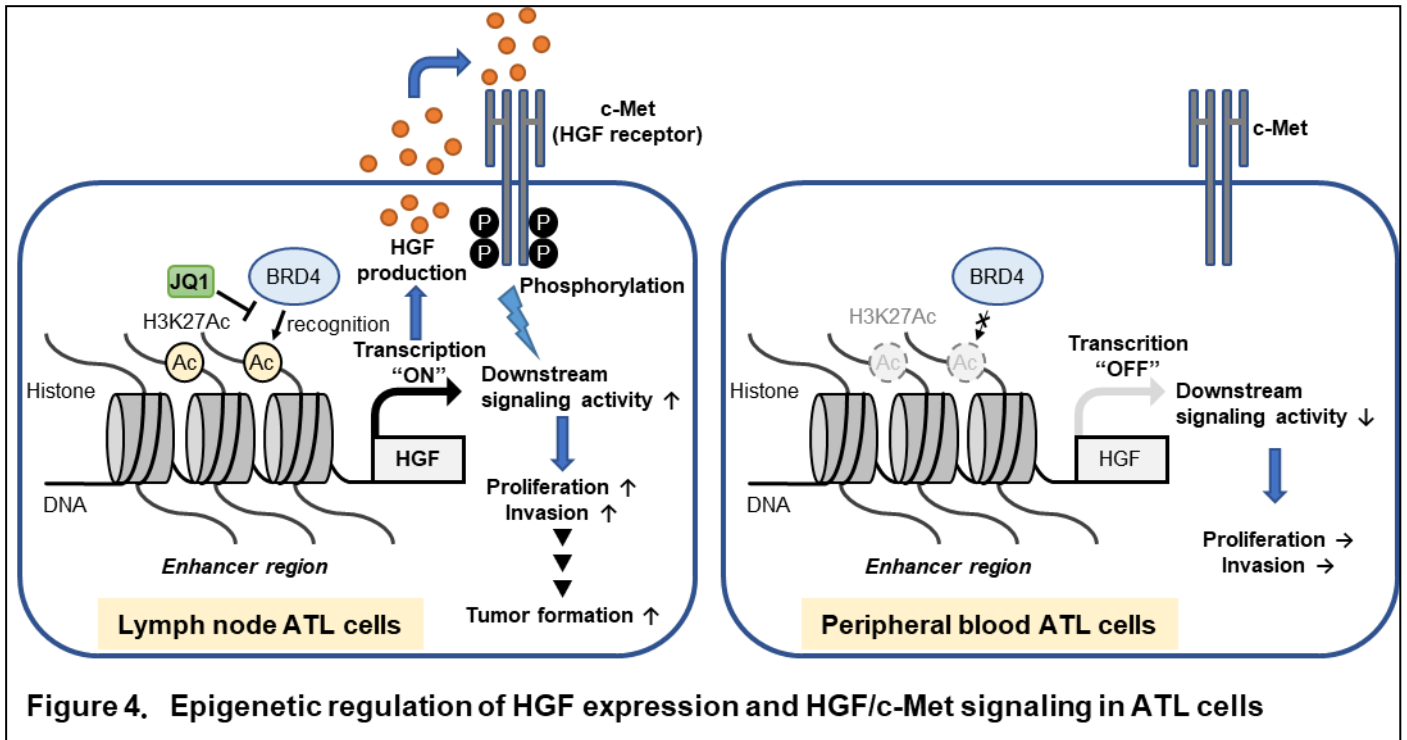 c-Met
(HGF receptor)
P
P
P
P
HGF
production
Phosphorylation
JQ1
BRD4
H3K27Ac
recognition
Ac
Ac
Transcription
“ON”
Downstream
signaling activity ↑
Histone
HGF
DNA
Proliferation ↑
Invasion ↑
Enhancer region
Tumor formation ↑
Lymph node ATL cells
c-Met
BRD4
H3K27Ac
Ac
Ac
Transcrition
“OFF”
Downstream
signaling activity ↓
Histone
HGF
DNA
Proliferation →
Invasion →
Enhancer region
Peripheral blood ATL cells
Figure 4. Epigenetic regulation of HGF expression and HGF/c-Met signaling in ATL cells